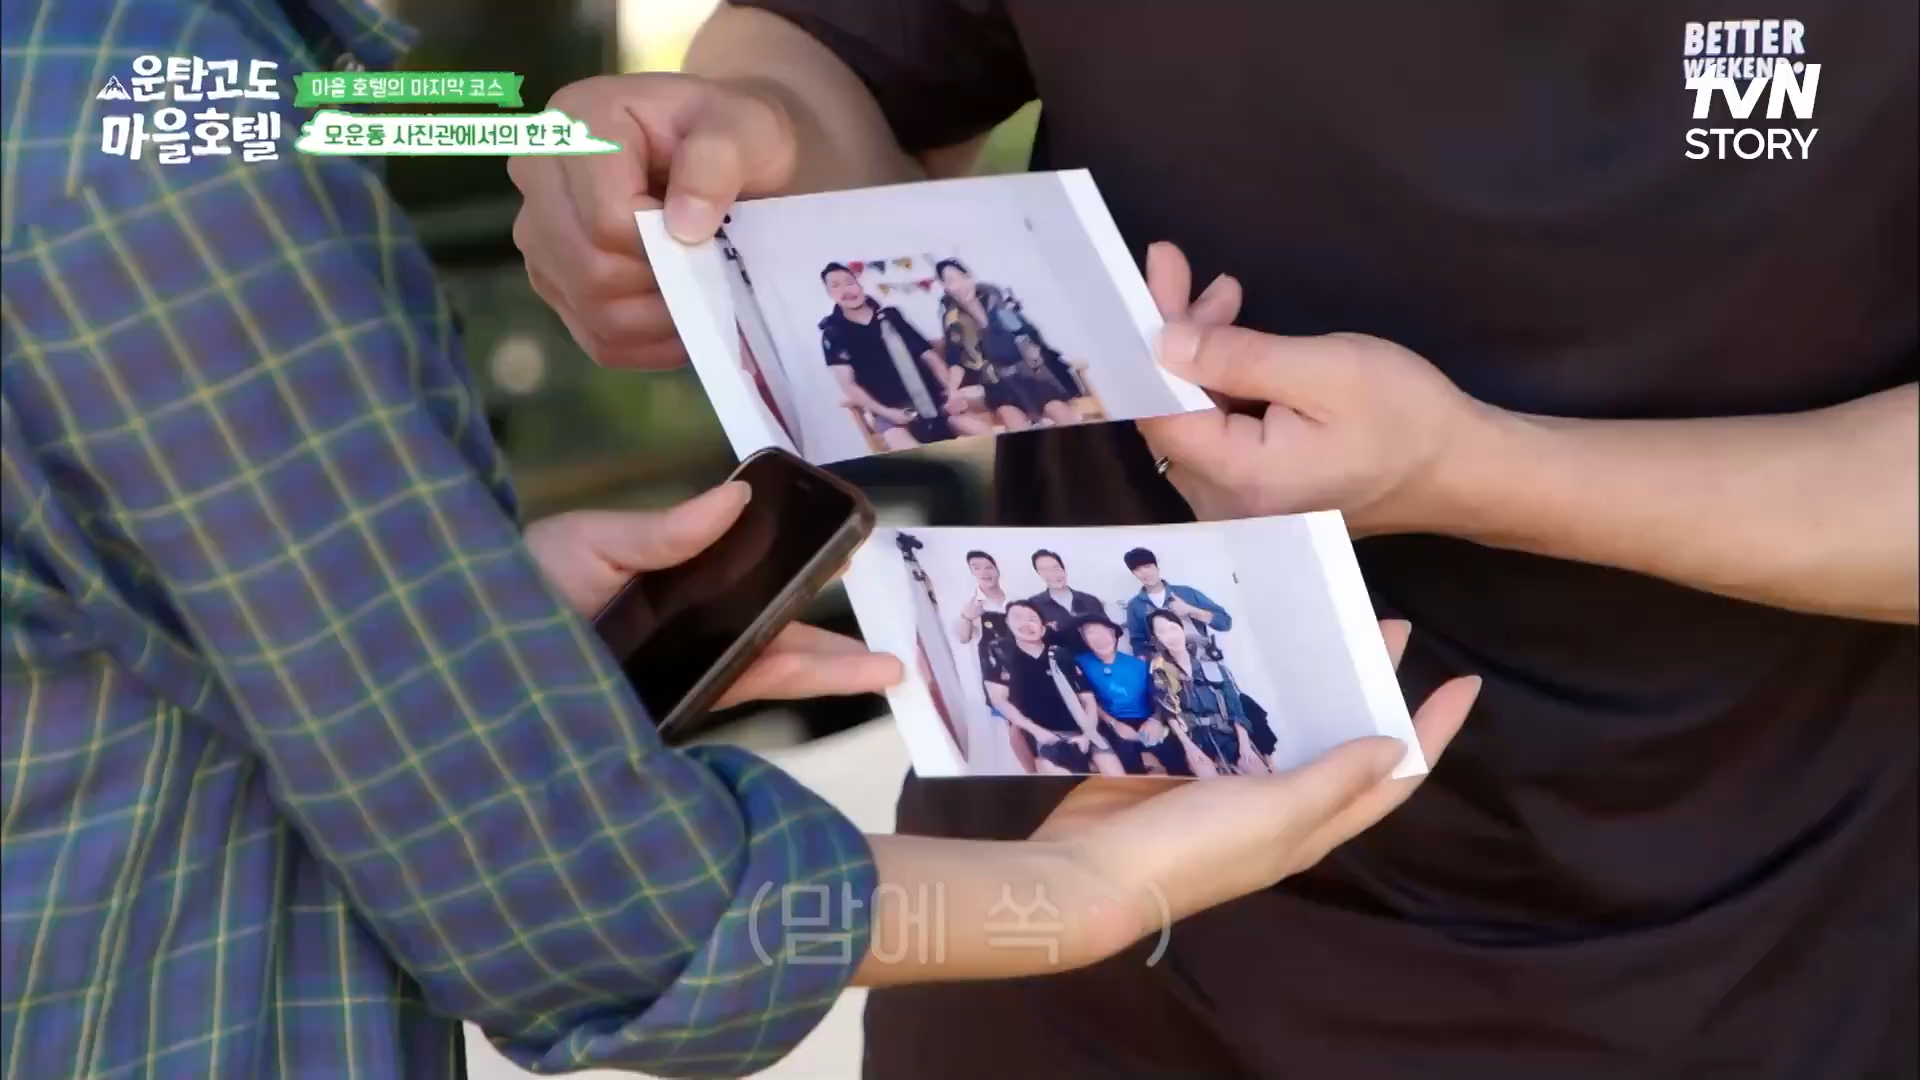 운탄고도
마을호텔
마을 호텔의 마지막 코스
모운동 사진관에서의 한 컷
BETTER
WEEKEND
tvN
STORY
(맘에 쏙 )